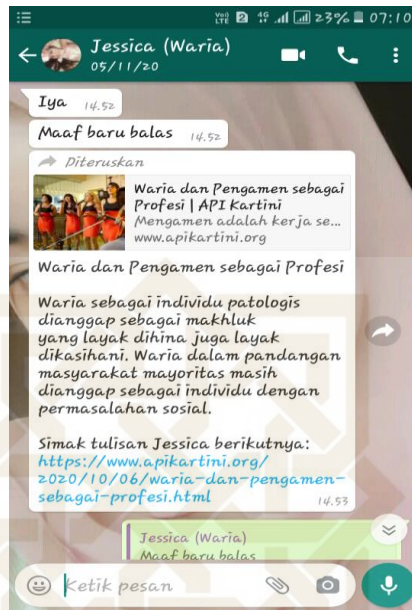 Voi) LTE 2 4G 23% 07:10
Jessica (Waria)
05/11/20
Iya 14.52
Maaf baru balas 14.52
Diteruskan
Waria dan Pengamen sebagai
Profesi | API Kartini
Mengamen adalah kerja se...
www.apikartini.org
Waria dan Pengamen sebagai Profesi
Waria sebagai individu patologis
dianggap sebagai makhluk
yang layak dihina juga layak
dikasihani. Waria dalam pandangan
masyarakat mayoritas masih
dianggap sebagai individu dengan
permasalahan sosial.
Simak tulisan Jessica berikutnya:
https://www.apikartini.org/
2020/10/06/waria-dan-pengamen-
sebagai-profesi.html
14.53
Jessica (Waria)
Maaf baru balas
Ketik pesan